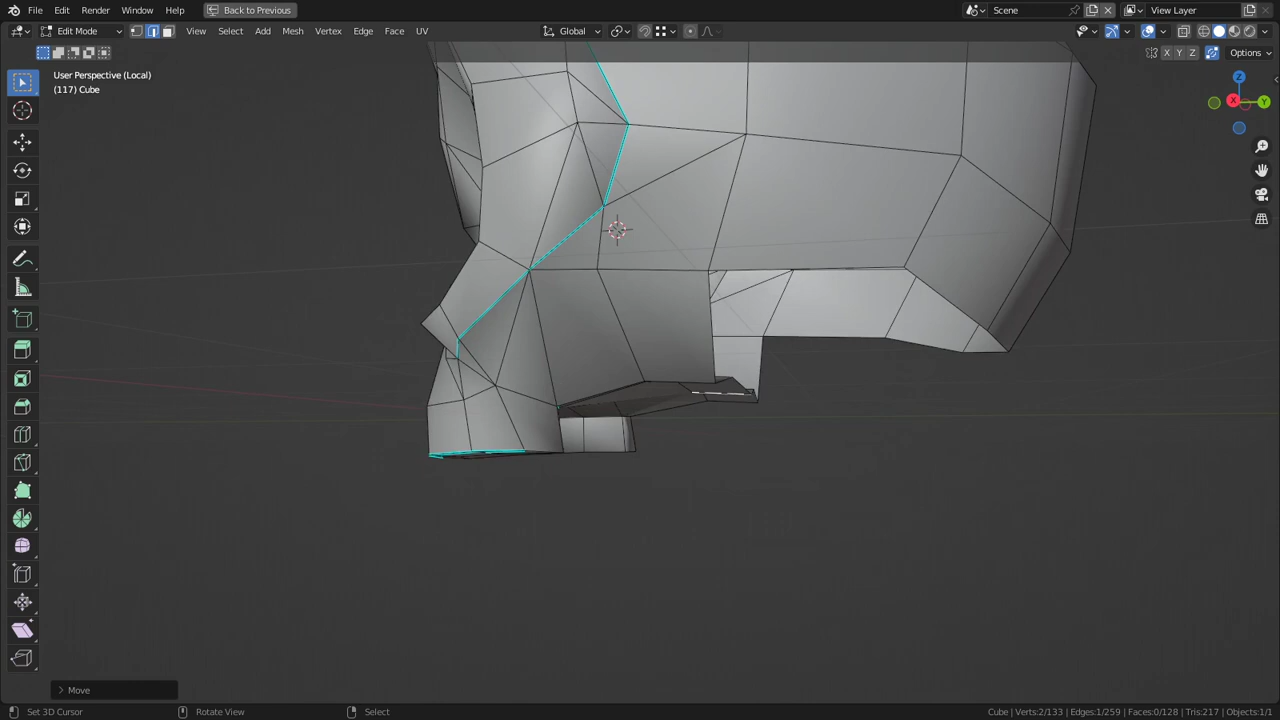 File Edit Render Window Help Back to Previous Scene View Layer
Edit Mode View Select Add Mesh Vertex Edge Face UV Global
X Y Z Options
User Perspective (Local)
(117) Cube
Z
X Y
Move
Set 3D Cursor Rotate View Select Cube | Verts:2/133 | Edges:1/259 | Faces:0/128 | Tris:217 | Objects:1/1